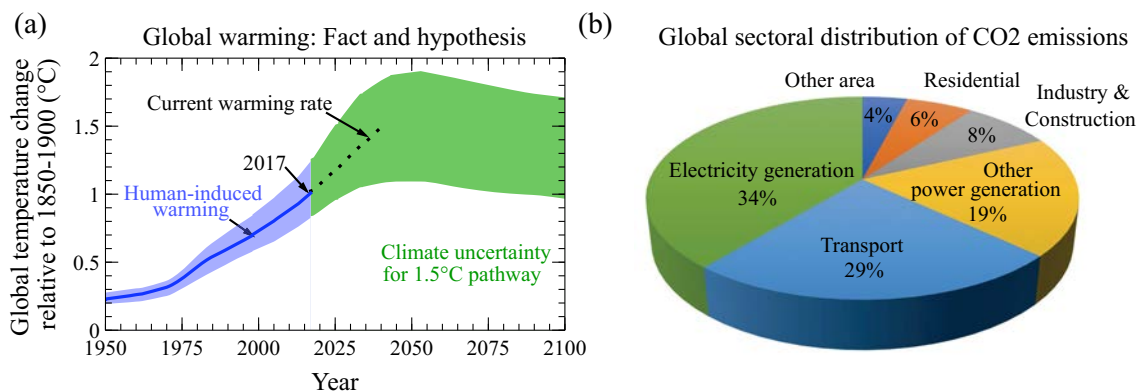 (a)
Global warming: Fact and hypothesis
Global temperature change
relative to 1850-1900 (°C)
2
1.5
1
0.5
0
Current warming rate
2017
Human-induced
warming
Climate uncertainty
for 1.5°C pathway
1950
1975
2000
2025
2050
2075
2100
Year
(b)
Global sectoral distribution of CO2 emissions
Other area
4%
Residential
6%
Industry &
Construction
8%
Other
power generation
19%
Electricity generation
34%
Transport
29%